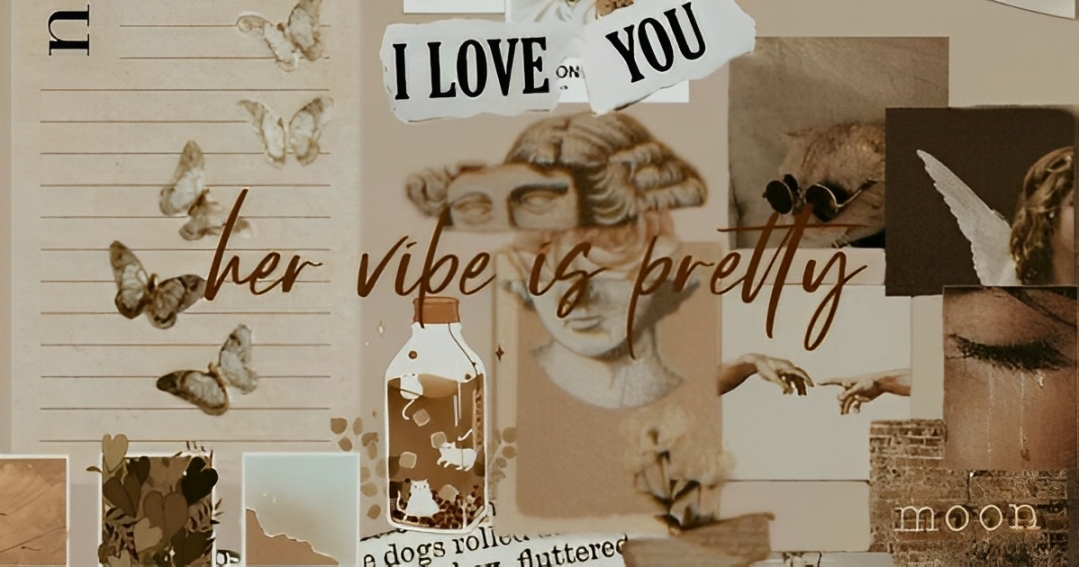 n
I LOVE YOU
ON
her vibe is pretty
moon
e dogs rolled
fluttered